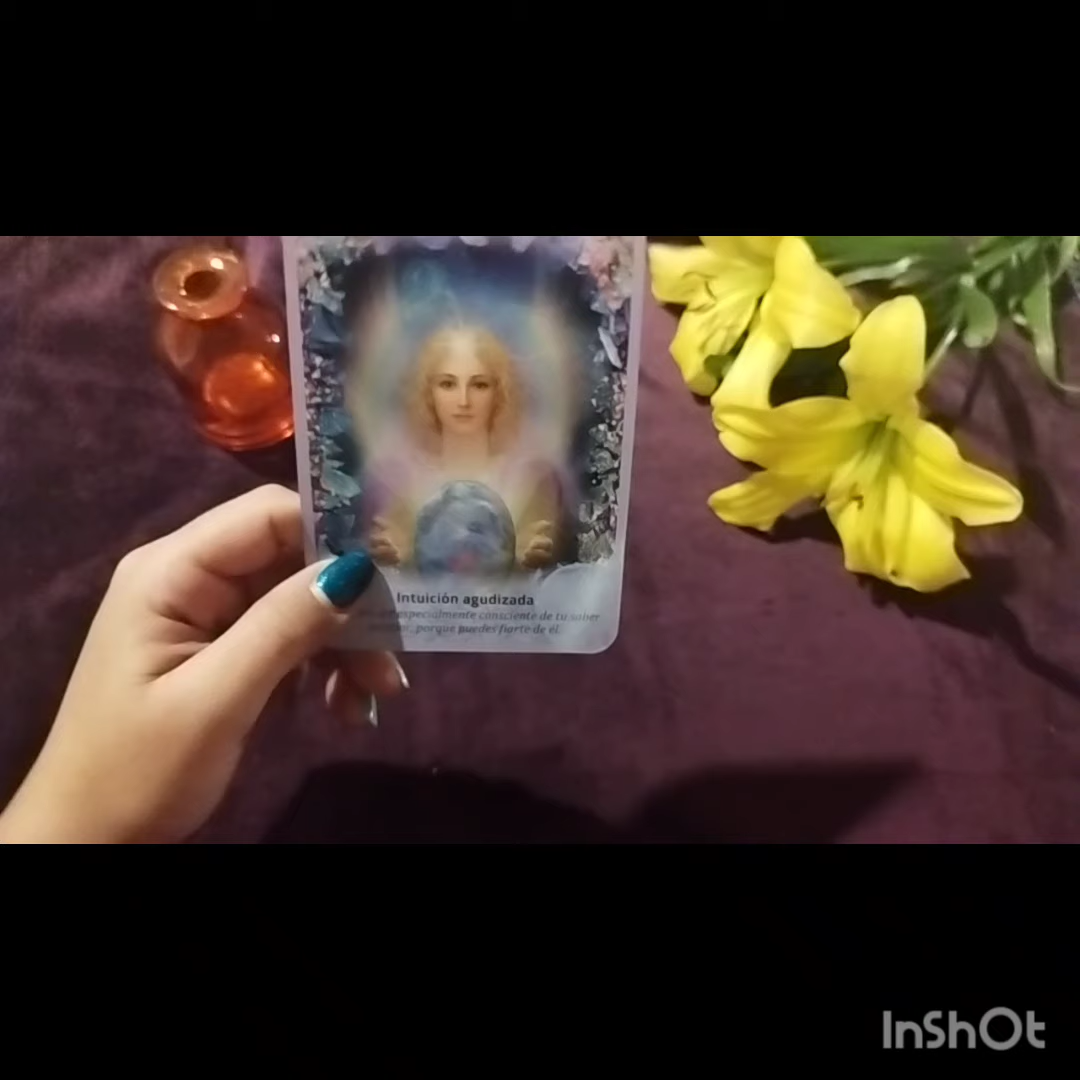 Intuición agudizada
especialmente consciente de tu saber
porque puedes fiarte de él.
InShOt